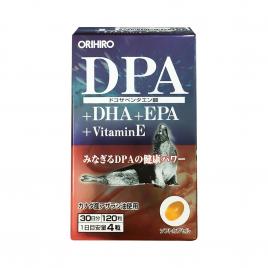 ORIHIRO
DPA
ドコサペンタエン酸
+DHA+EPA
+VitaminE
みなぎるDPAの健康パワー
カナダ産アザラシ油使用
30日分 120粒
1日目安量 4粒
ソフトカプセル